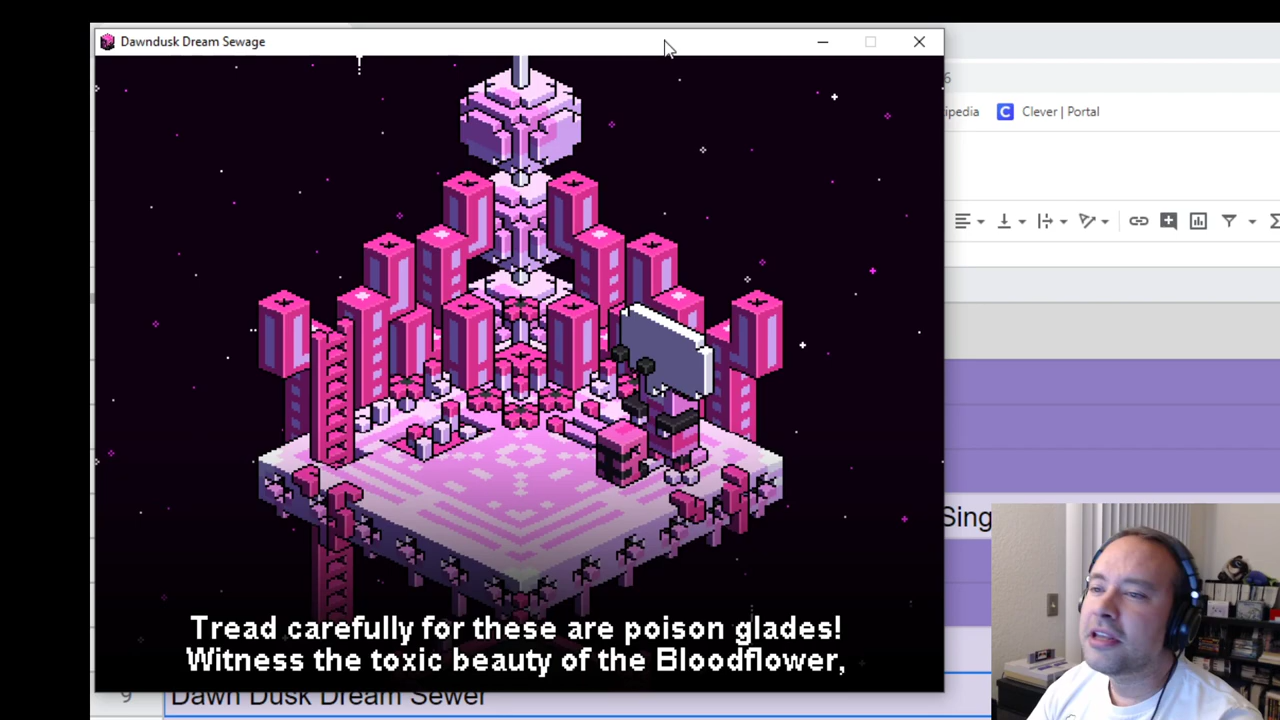 Dawndusk Dream Sewage
6
ipedia
Clever | Portal
Tread carefully for these are poison glades!
Witness the toxic beauty of the Bloodflower,
Sing
9
Dawn Dusk Dream Sewer